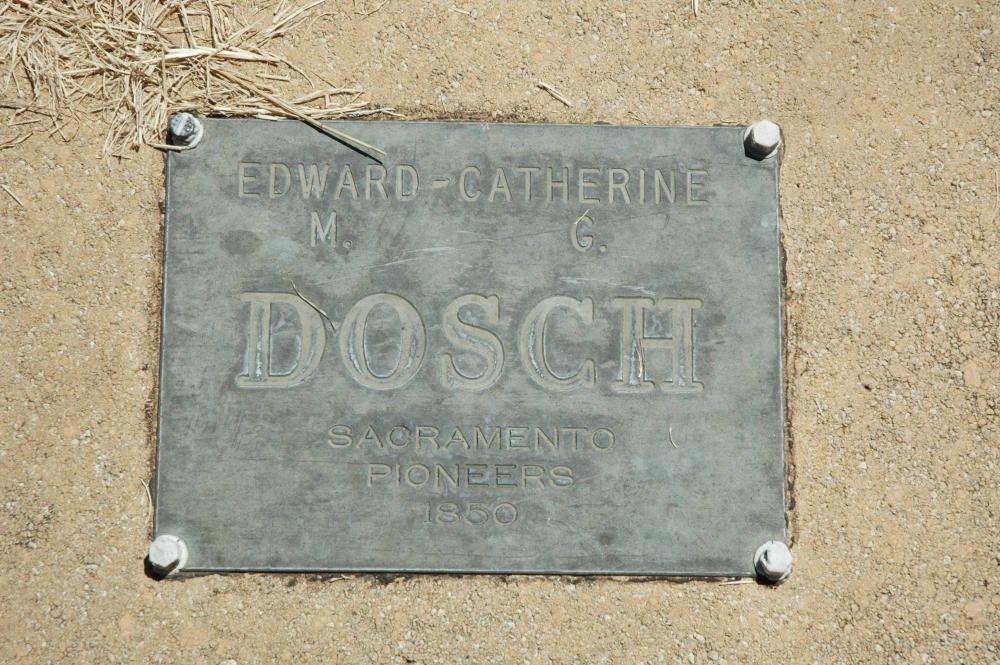 EDWARD - CATHERINE
M. G.
DOSCH
SACRAMENTO
PIONEERS
1850